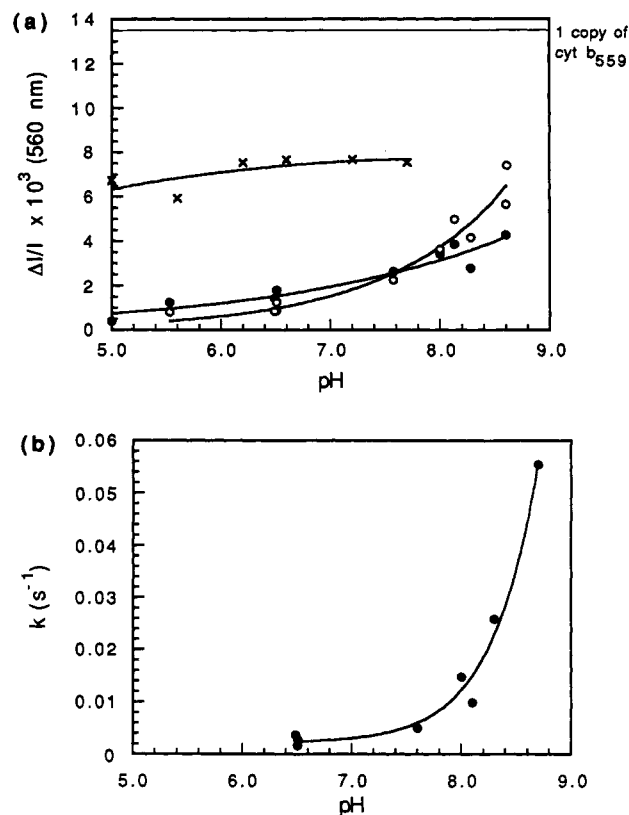 (a)
14
12
10
8
6
4
2
0
ΔI/I x 10³ (560 nm)
1 copy of
cyt b559
5.0 6.0 7.0 8.0 9.0
pH
(b)
0.06
0.05
0.04
0.03
0.02
0.01
0
k (s⁻¹)
5.0 6.0 7.0 8.0 9.0
pH